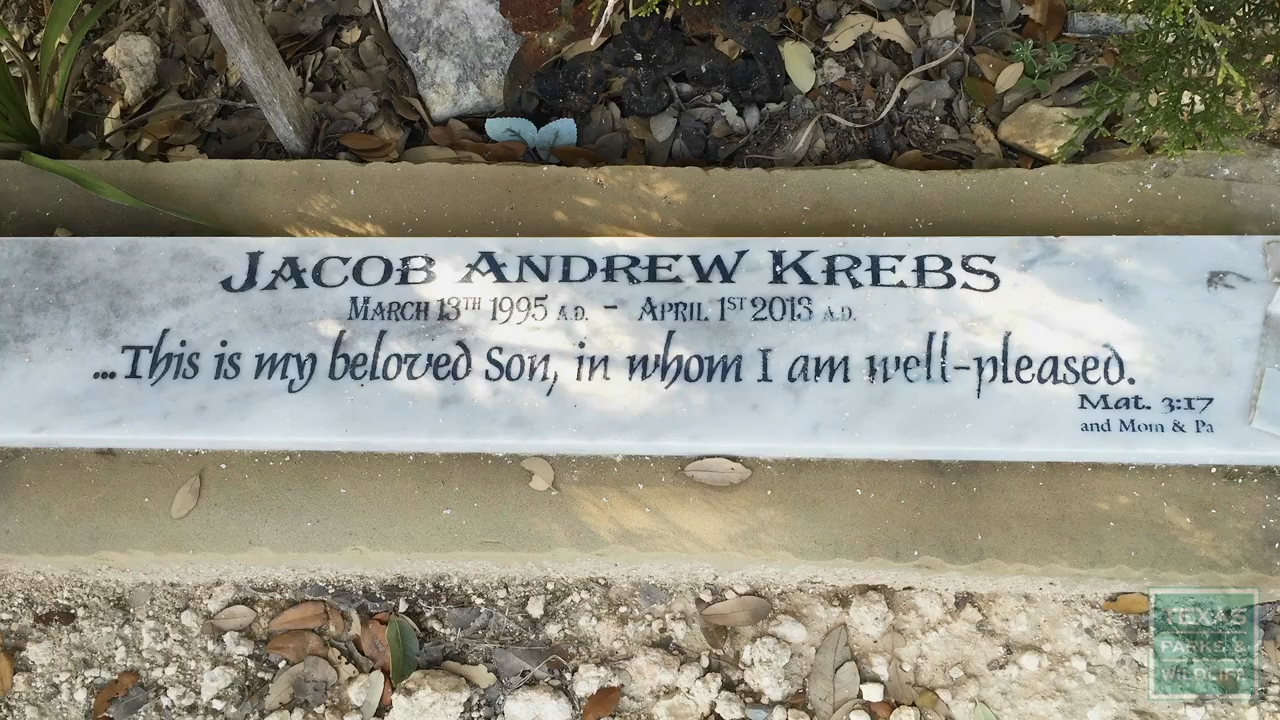 JACOB ANDREW KREBS
MARCH 13TH 1995 A.D. - APRIL 1ST 2013 A.D.
...This is my beloved Son, in whom I am well-pleased.
Mat. 3:17
and Mom & Pa
TEXAS
PARKS &
WILDLIFE